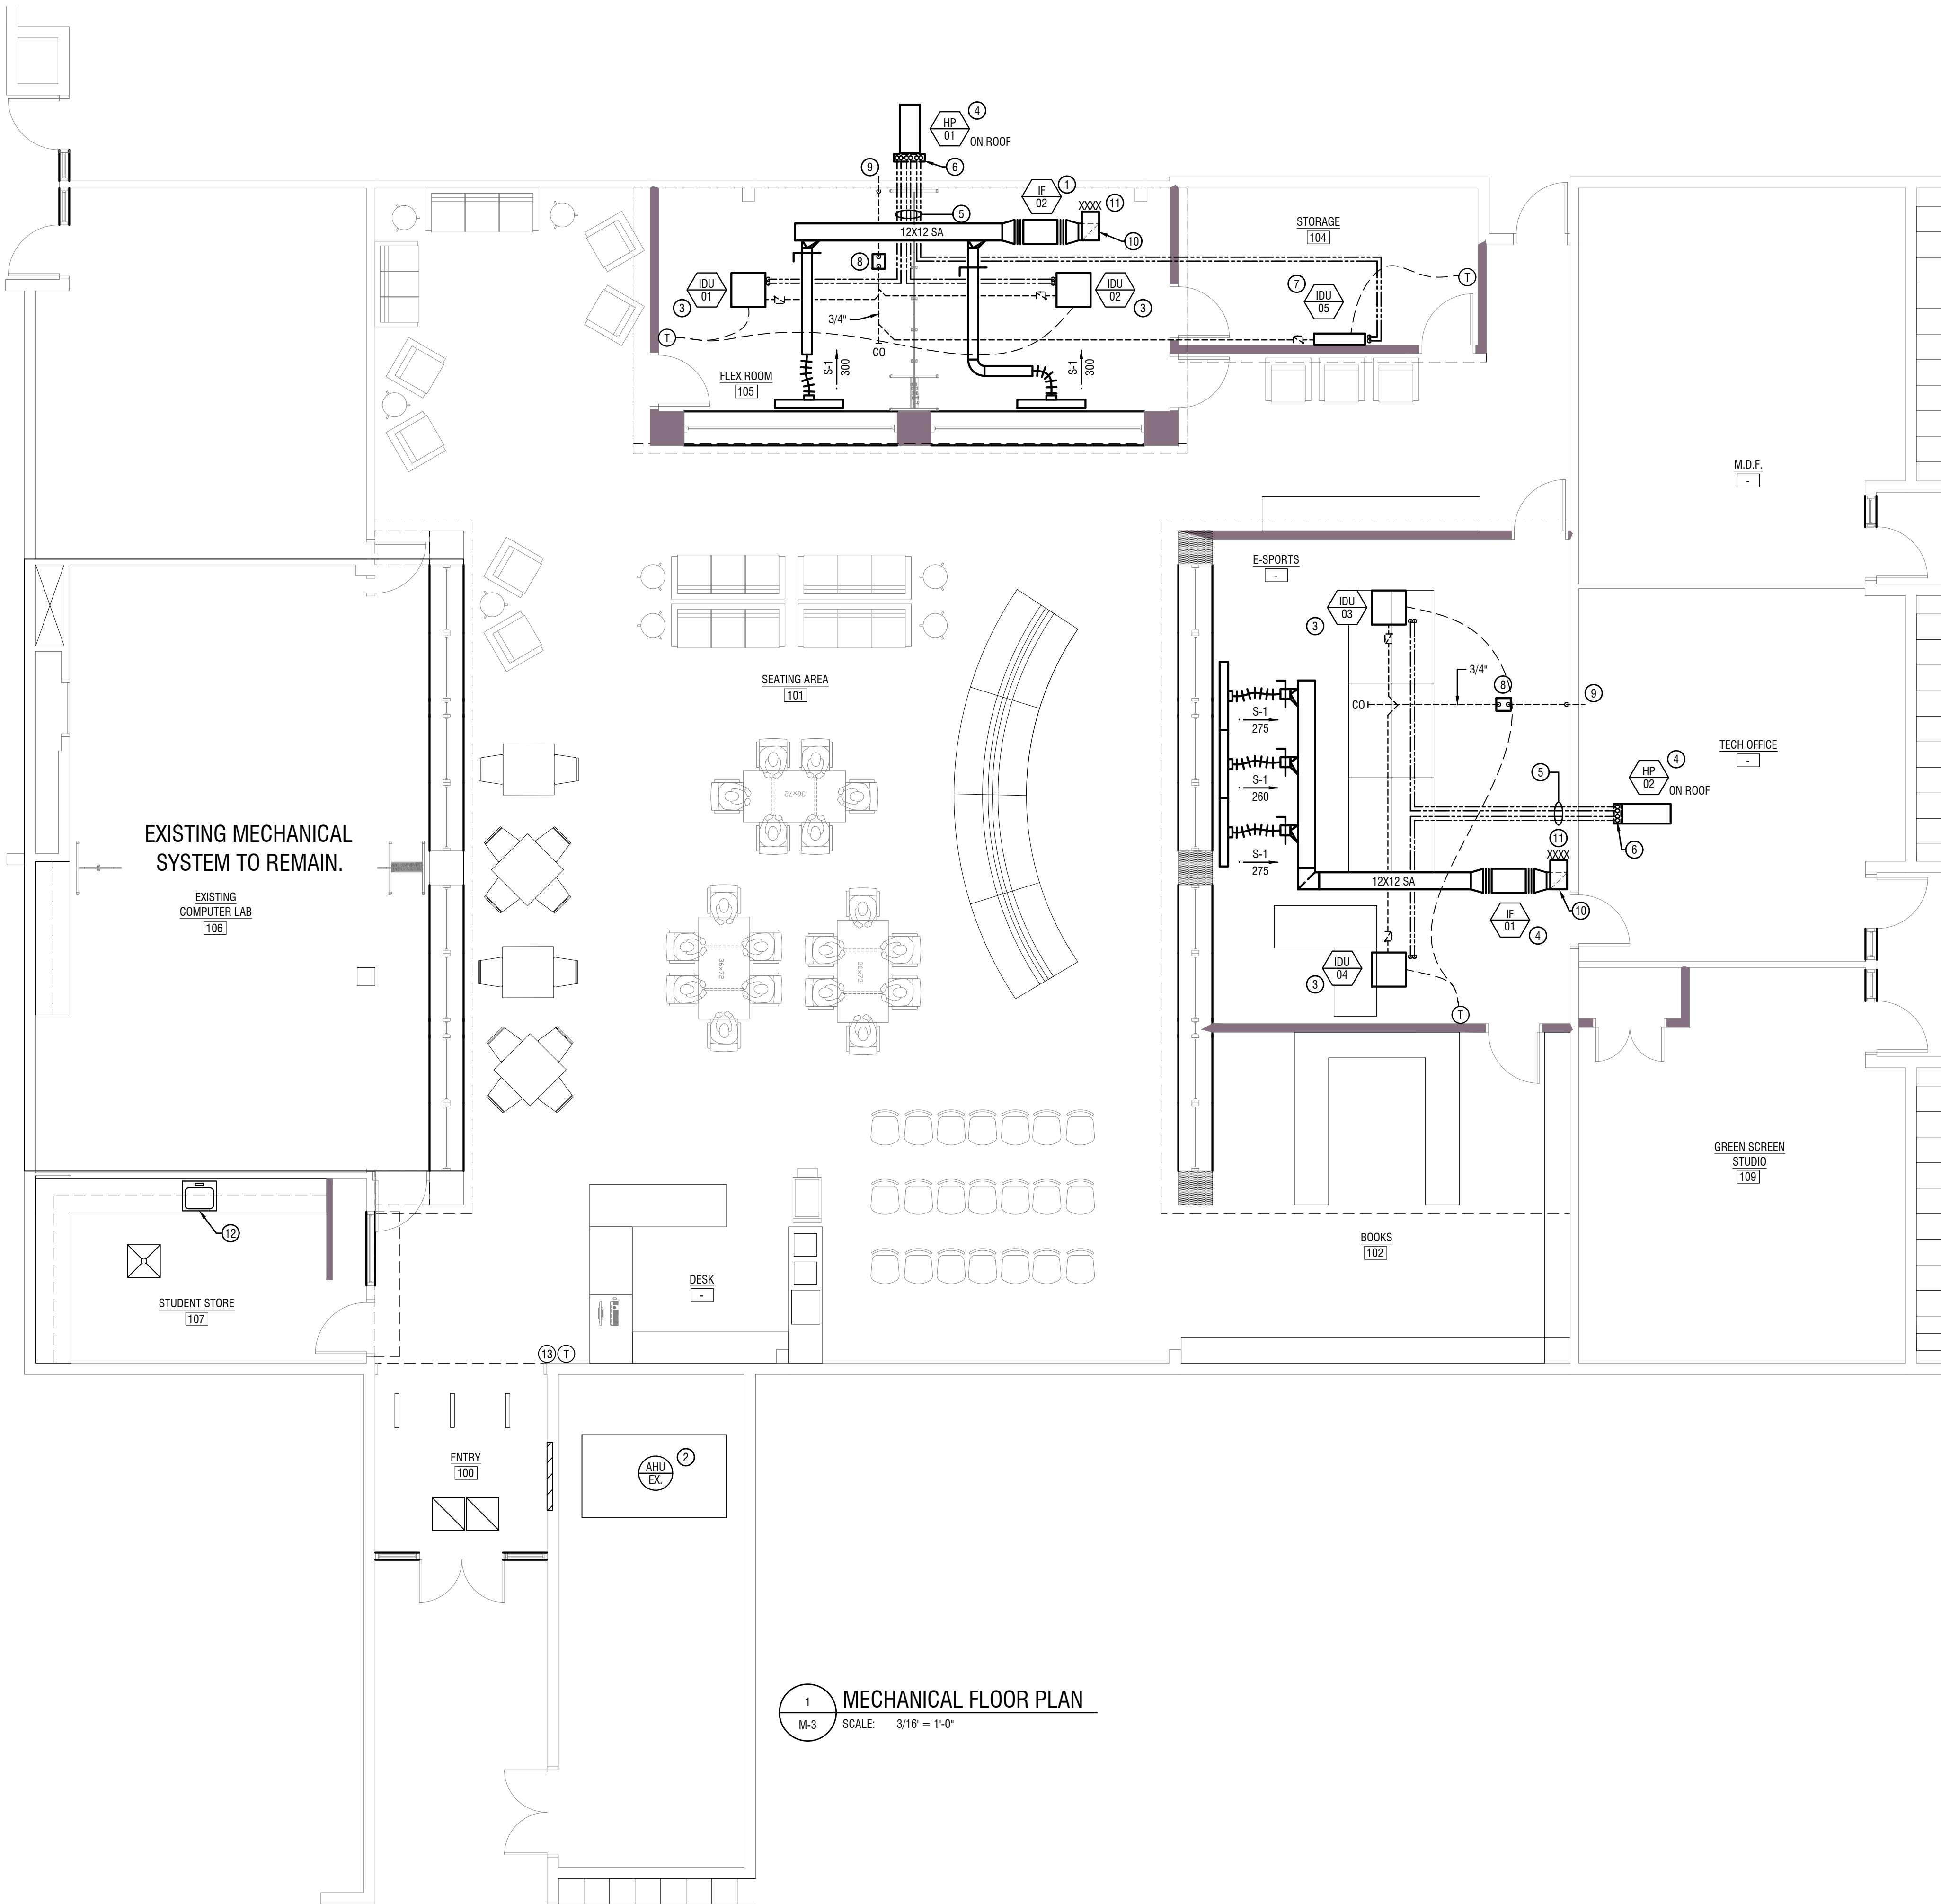 4
HP
01
ON ROOF
9
6
IF
02
1
XXXX
11
5
12X12 SA
10
STORAGE
104
8
T
7
IDU
01
IDU
02
IDU
05
3
3
3/4"
T
CO
S-1
300
S-1
300
FLEX ROOM
105
M.D.F.
-
E-SPORTS
-
IDU
03
3
3/4"
SEATING AREA
101
8
9
CO
S-1
275
TECH OFFICE
-
4
HP
02
ON ROOF
5
S-1
260
36x72
EXISTING MECHANICAL
SYSTEM TO REMAIN.
EXISTING
COMPUTER LAB
106
11
XXXX
6
S-1
275
12X12 SA
10
IF
01
4
36x72
36x72
IDU
04
3
T
GREEN SCREEN
STUDIO
109
12
BOOKS
102
DESK
-
STUDENT STORE
107
13
T
ENTRY
100
AHU
EX.
2
1
M-3
MECHANICAL FLOOR PLAN
SCALE: 3/16' = 1'-0"